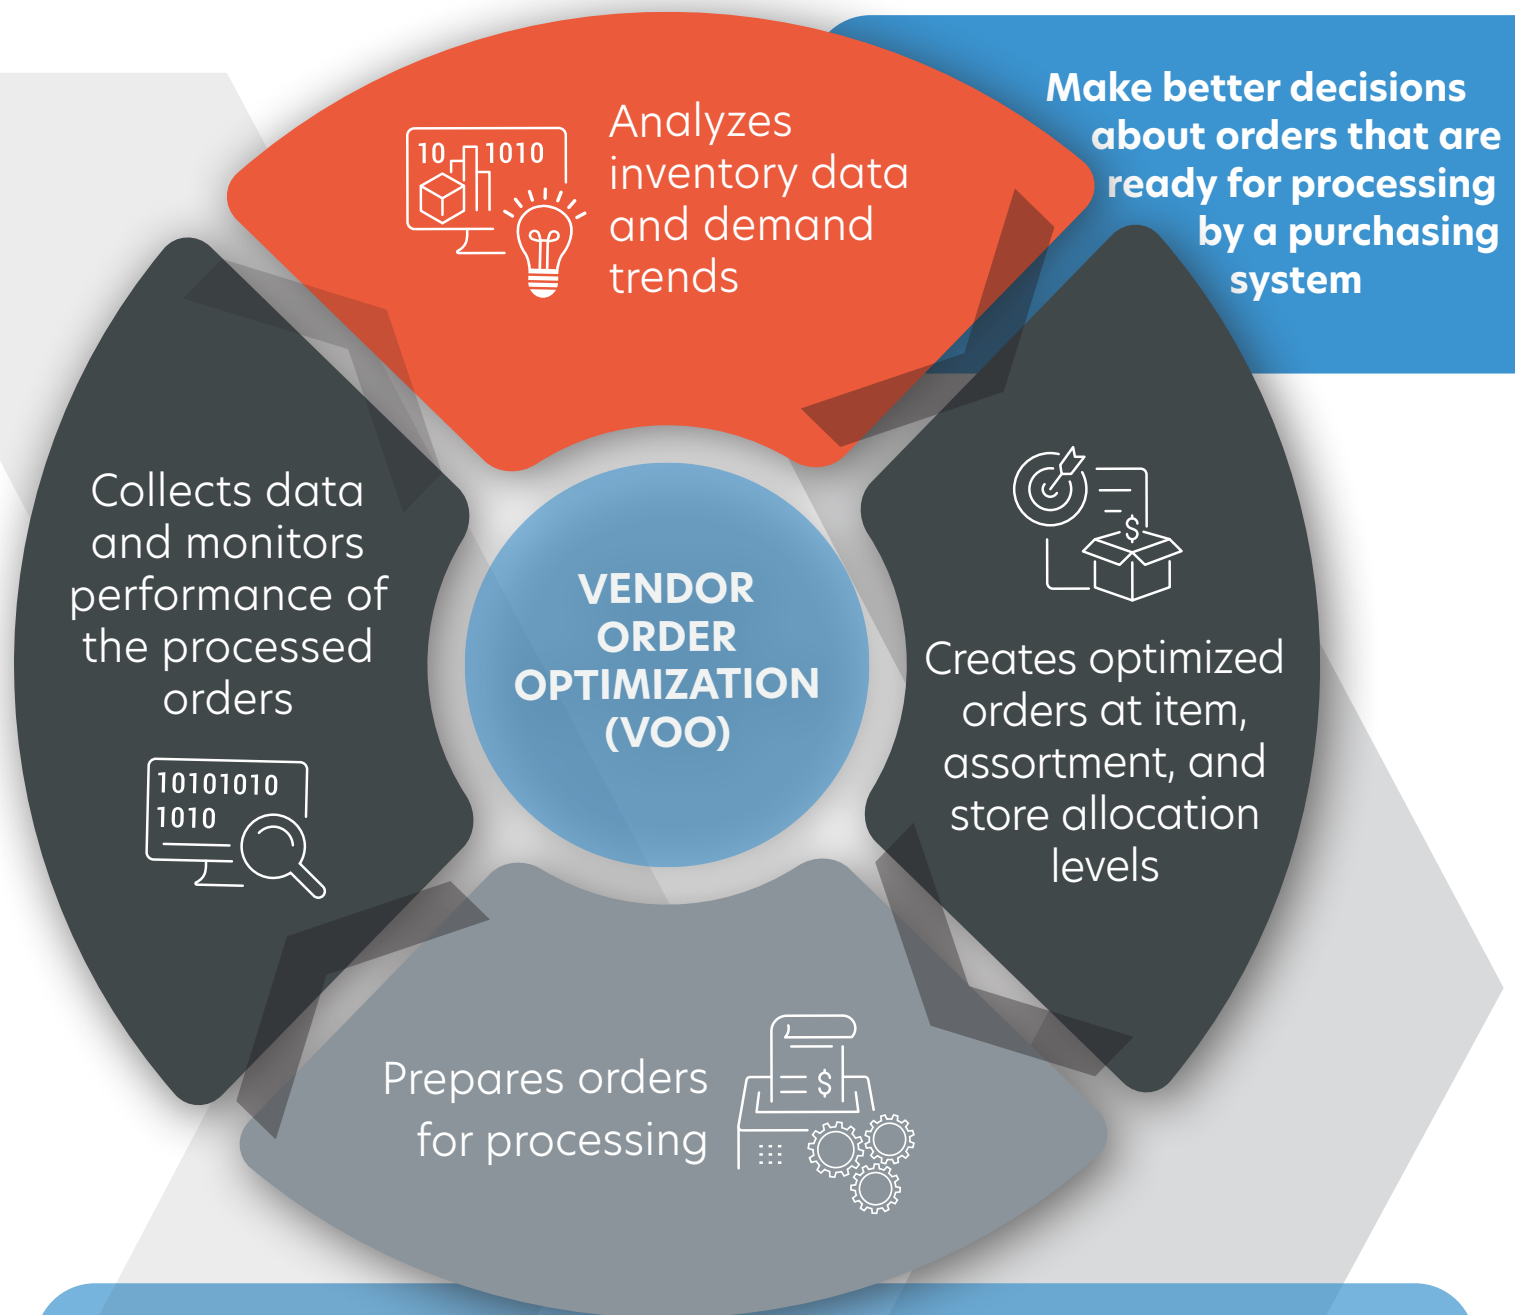 Make better decisions
about orders that are
ready for processing
by a purchasing
system
Analyzes
inventory data
and demand
trends
10 1010
Creates optimized
orders at item,
assortment, and
store allocation
levels
$
Prepares orders
for processing
$
Collects data
and monitors
performance of
the processed
orders
10101010
1010
VENDOR
ORDER
OPTIMIZATION
(VOO)